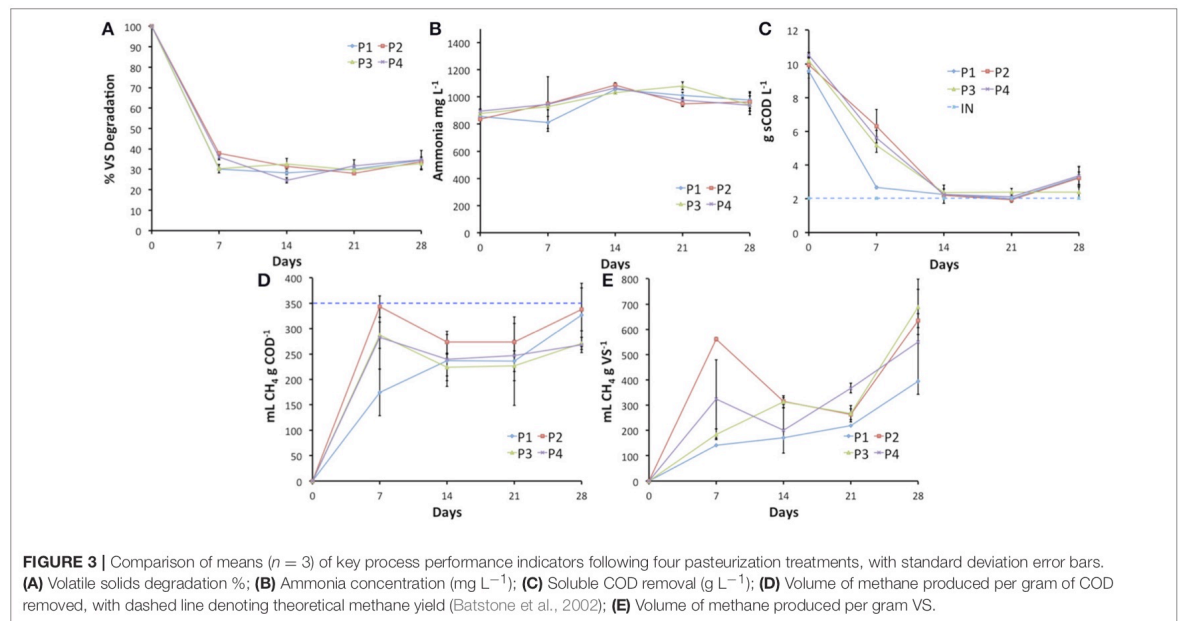 A
% VS Degradation
100
90
80
70
60
50
40
30
20
10
0
0 7 14 21 28
Days
P1 P2
P3 P4
B
Ammonia mg L-1
1400
1200
1000
800
600
400
200
0
0 7 14 21 28
Days
P1 P2
P3 P4
C
g sCOD L-1
12
10
8
6
4
2
0
0 7 14 21 28
Days
P1 P2
P3 P4
IN
D
mL CH4 g COD-1
400
350
300
250
200
150
100
50
0
0 7 14 21 28
Days
P1 P2
P3 P4
E
mL CH4 g VS-1
800
700
600
500
400
300
200
100
0
0 7 14 21 28
Days
P1 P2
P3 P4
FIGURE 3 | Comparison of means (n = 3) of key process performance indicators following four pasteurization treatments, with standard deviation error bars.
(A) Volatile solids degradation %; (B) Ammonia concentration (mg L−1); (C) Soluble COD removal (g L−1); (D) Volume of methane produced per gram of COD
removed, with dashed line denoting theoretical methane yield (Batstone et al., 2002); (E) Volume of methane produced per gram VS.